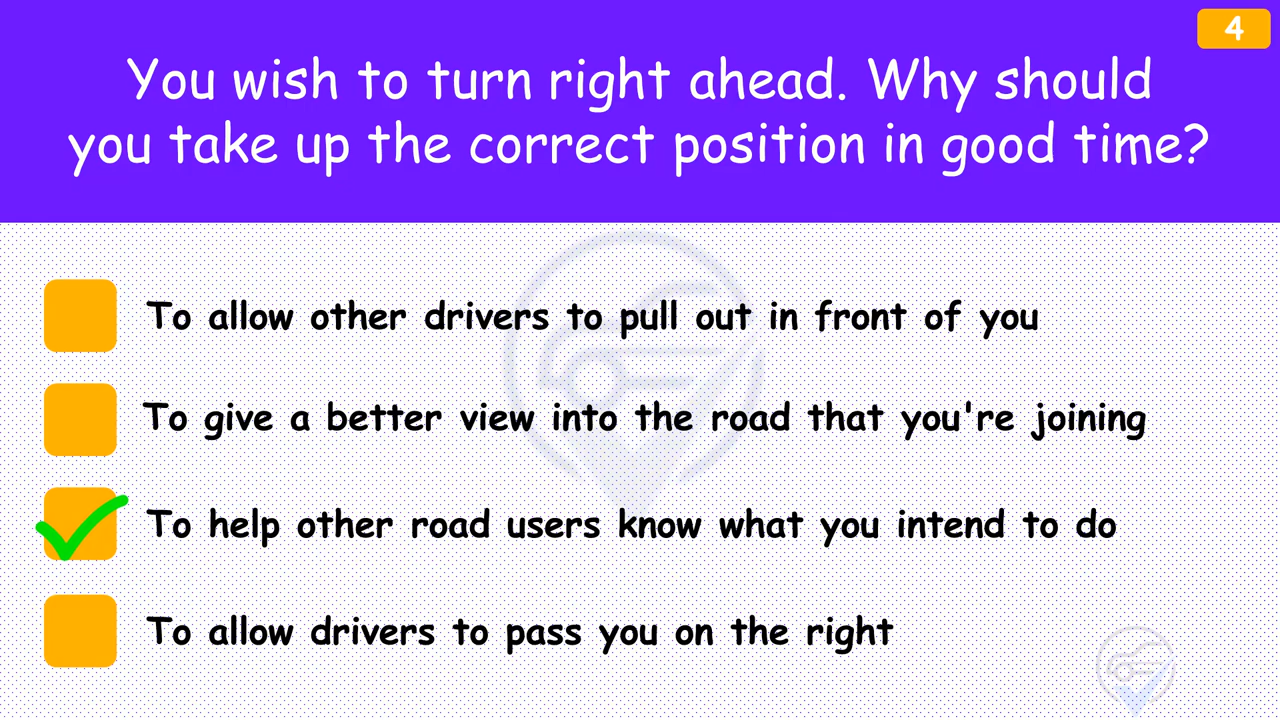 4
You wish to turn right ahead. Why should
you take up the correct position in good time?
To allow other drivers to pull out in front of you
To give a better view into the road that you're joining
To help other road users know what you intend to do
To allow drivers to pass you on the right